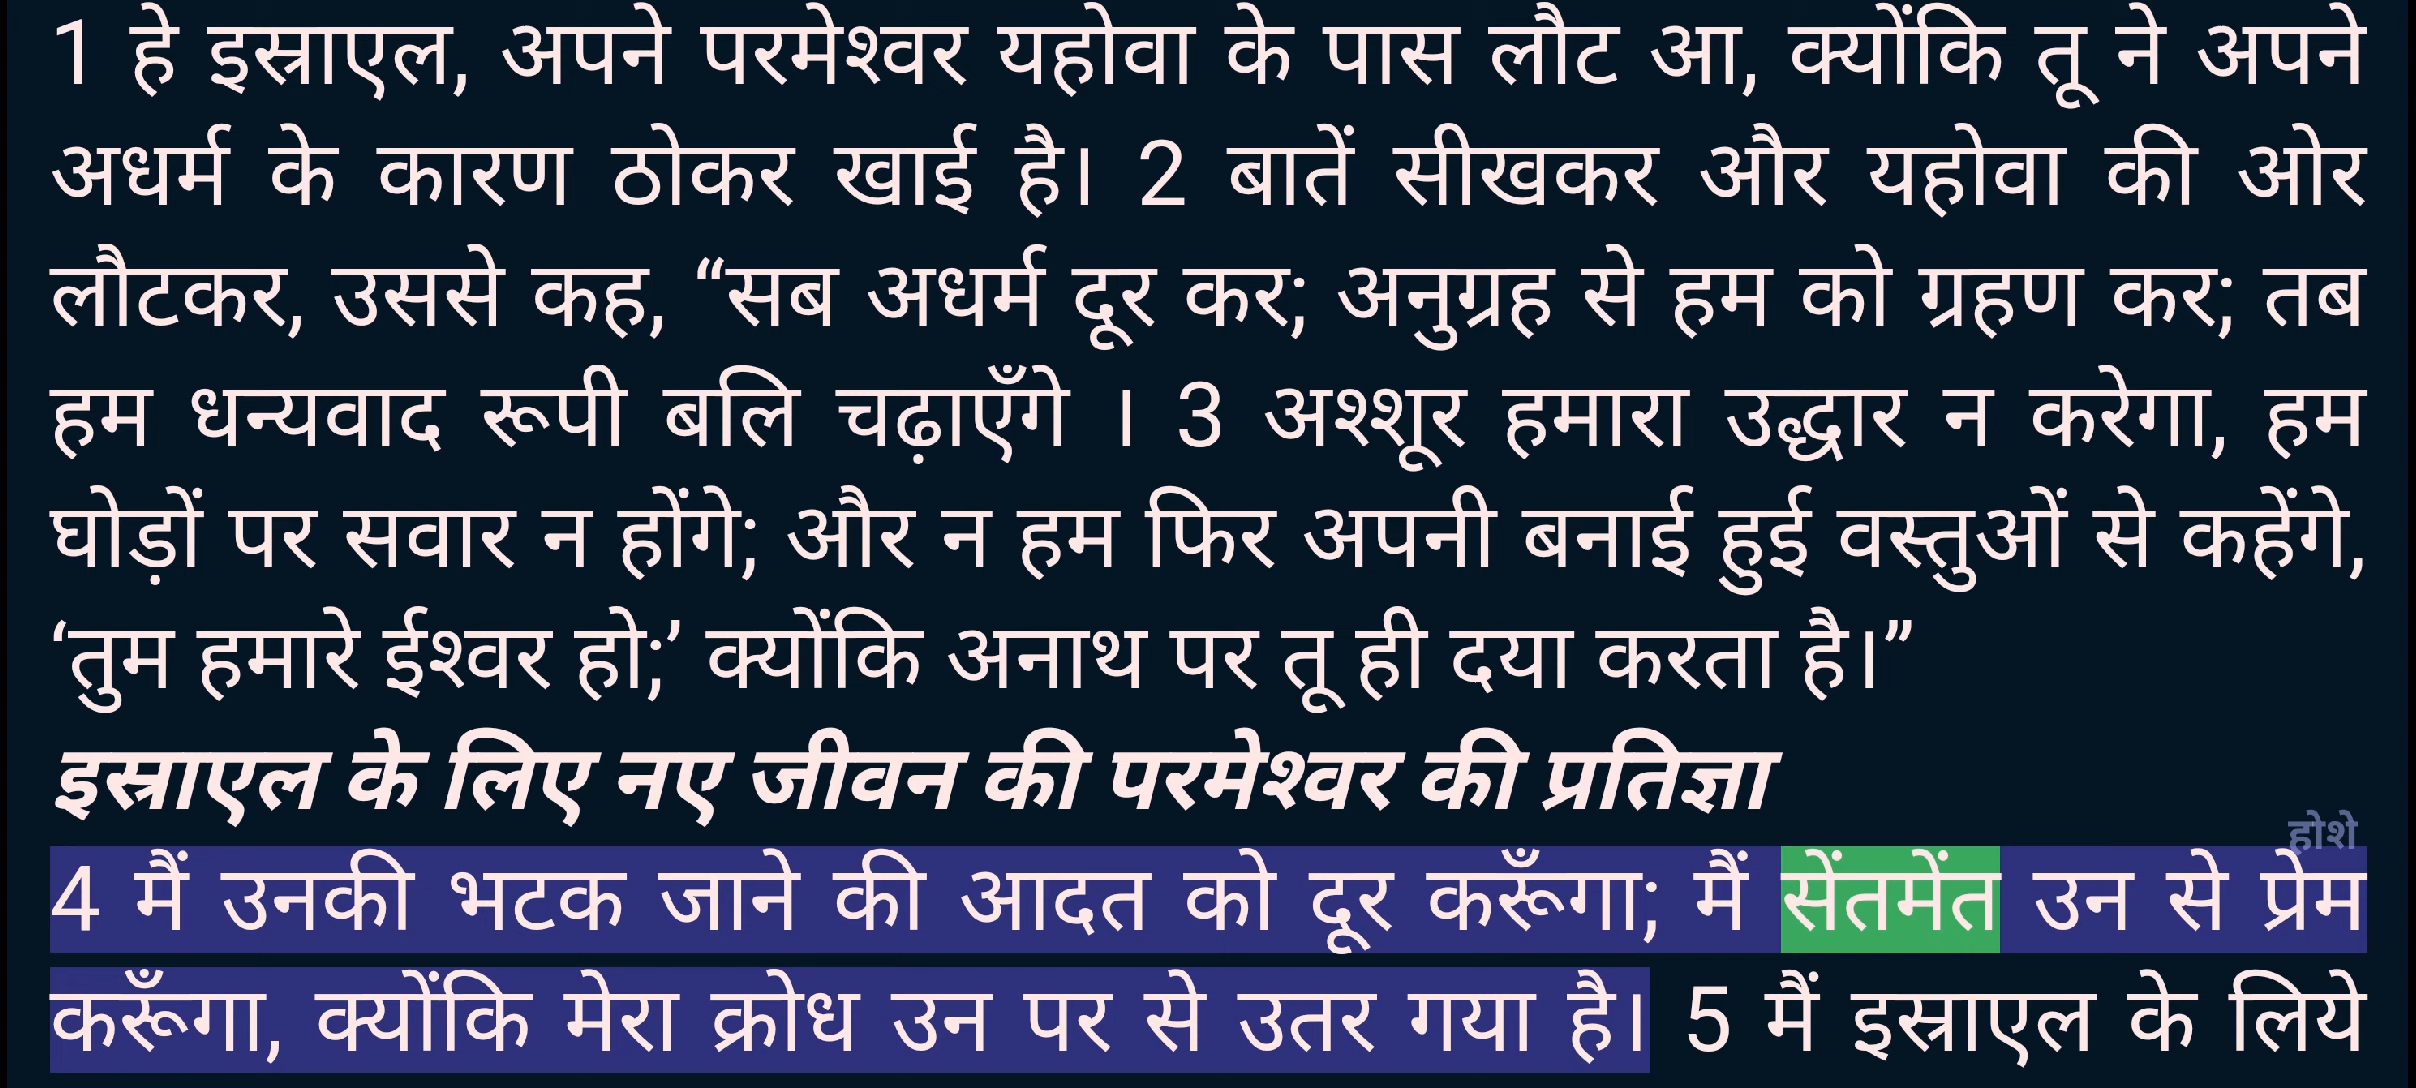 1 हे इस्राएल, अपने परमेश्‍वर यहोवा के पास लौट आ, क्योंकि तू ने अपने
अधर्म के कारण ठोकर खाई है। 2 बातें सीखकर और यहोवा की ओर
लौटकर, उससे कह, “सब अधर्म दूर कर; अनुग्रह से हम को ग्रहण कर; तब
हम धन्यवाद रूपी बलि चढ़ाएँगे । 3 अश्शूर हमारा उद्धार न करेगा, हम
घोड़ों पर सवार न होंगे; और न हम फिर अपनी बनाई हुई वस्तुओं से कहेंगे,
‘तुम हमारे ईश्‍वर हो;’ क्योंकि अनाथ पर तू ही दया करता है।”
इस्राएल के लिए नए जीवन की परमेश्‍वर की प्रतिज्ञा
होशे
4 मैं उनकी भटक जाने की आदत को दूर करूँगा; मैं सेंतमेंत उन से प्रेम
करूँगा, क्योंकि मेरा क्रोध उन पर से उतर गया है। 5 मैं इस्राएल के लिये